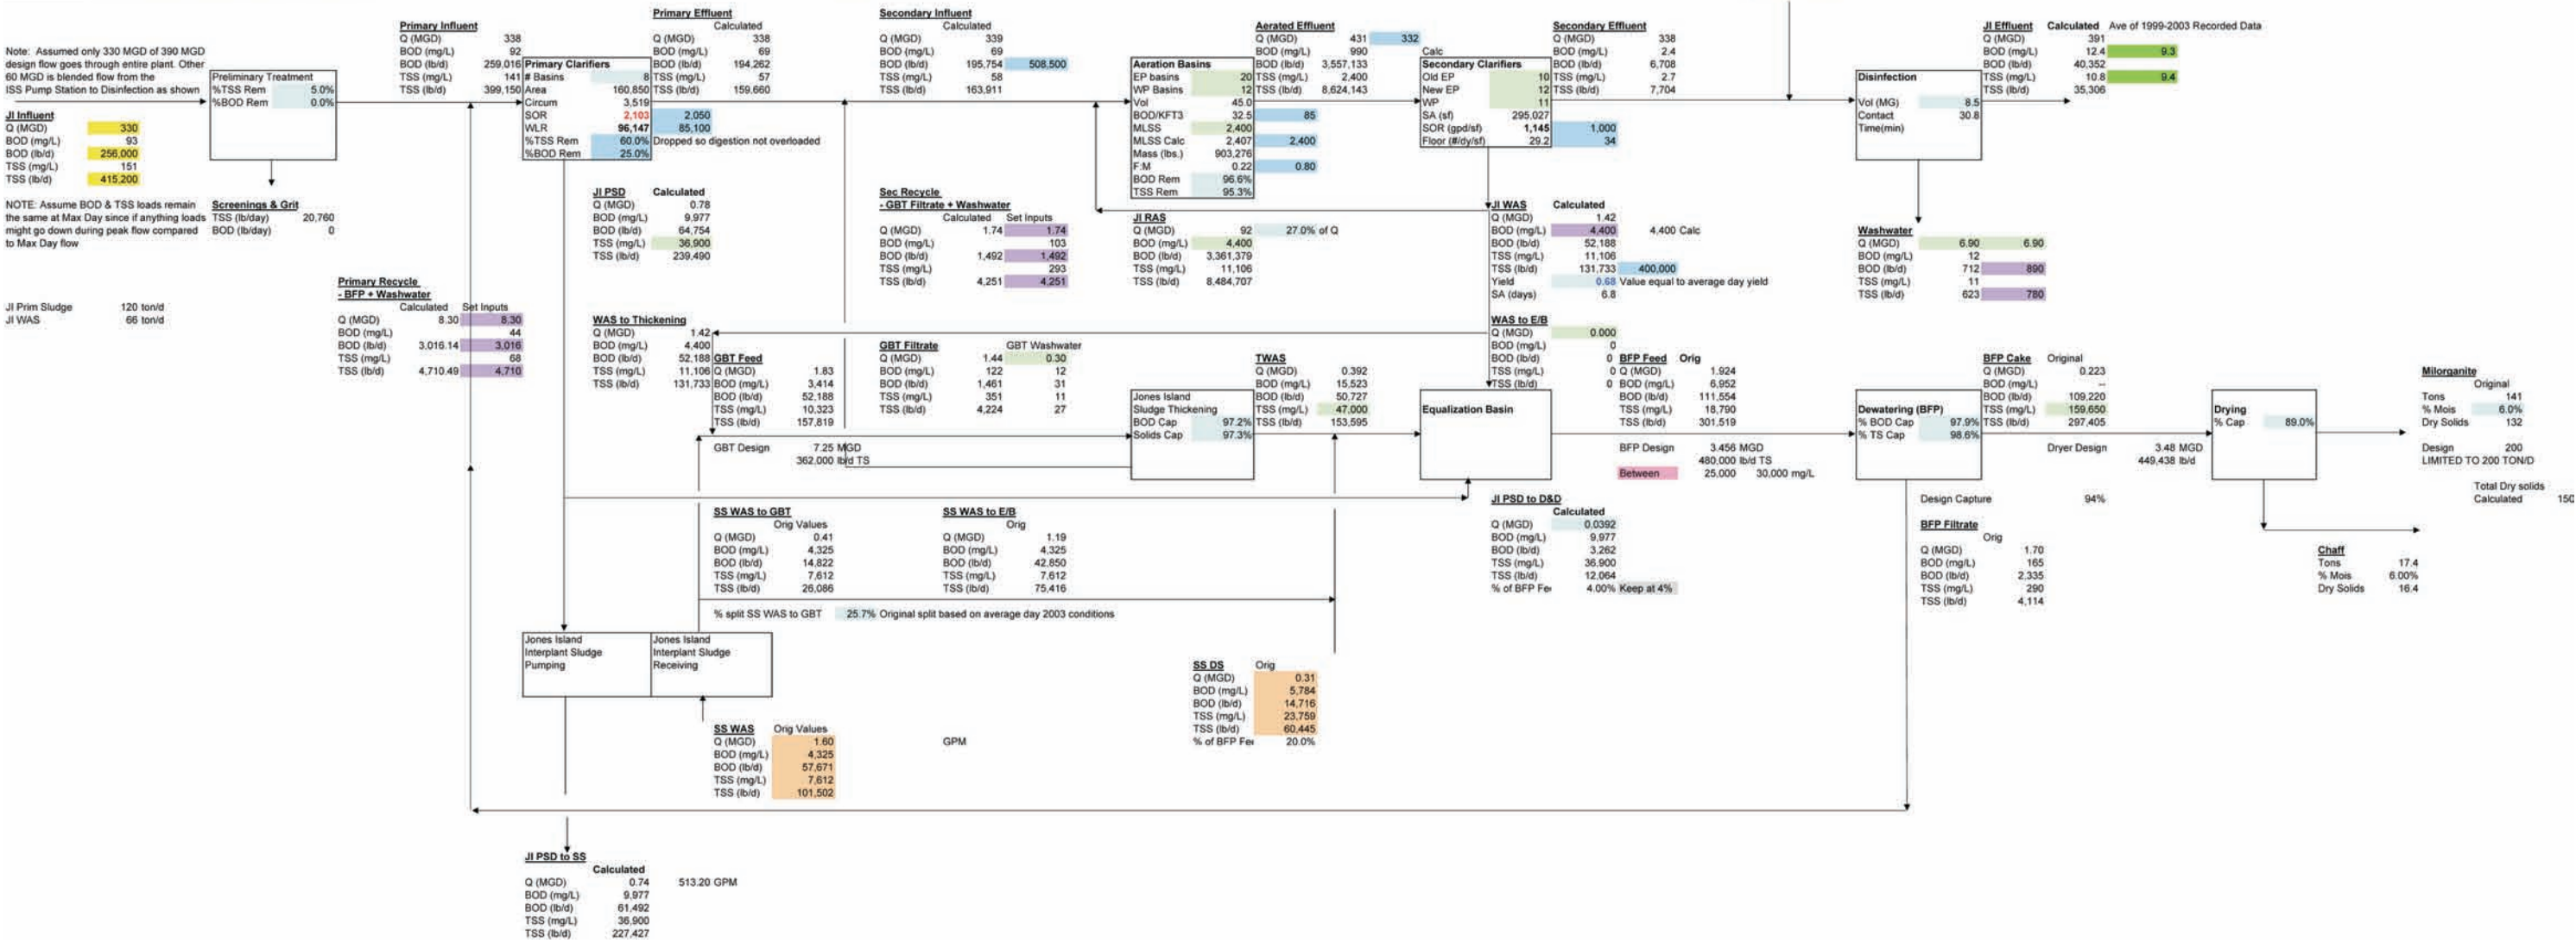 Note: Assumed only 330 MGD of 390 MGD
design flow goes through entire plant. Other
60 MGD is blended flow from the
ISS Pump Station to Disinfection as shown
JI Influent
Q (MGD) 330
BOD (mg/L) 93
BOD (lb/d) 256,000
TSS (mg/L) 151
TSS (lb/d) 415,200
NOTE: Assume BOD & TSS loads remain
the same at Max Day since if anything loads
might go down during peak flow compared
to Max Day flow
JI Prim Sludge 120 ton/d
JI WAS 66 ton/d
Preliminary Treatment
%TSS Rem 5.0%
%BOD Rem 0.0%
Screenings & Grit
TSS (lb/day) 20,760
BOD (lb/day) 0
Primary Influent
Q (MGD) 338
BOD (mg/L) 92
BOD (lb/d) 259,016
TSS (mg/L) 141
TSS (lb/d) 399,150
Primary Clarifiers
# Basins 8
Area 160,850
Circum 3,519
SOR 2,103 2,050
WLR 96,147 85,100
%TSS Rem 60.0% Dropped so digestion not overloaded
%BOD Rem 25.0%
Primary Effluent
Calculated
Q (MGD) 338
BOD (mg/L) 69
BOD (lb/d) 194,262
TSS (mg/L) 57
TSS (lb/d) 159,660
Secondary Influent
Calculated
Q (MGD) 339
BOD (mg/L) 69
BOD (lb/d) 195,754 508,500
TSS (mg/L) 58
TSS (lb/d) 163,911
Aeration Basins
EP basins 20
WP Basins 12
Vol 45.0
BOD/KFT3 32.5 85
MLSS 2,400
MLSS Calc 2,407 2,400
Mass (lbs.) 903,276
F:M 0.22 0.80
BOD Rem 96.6%
TSS Rem 95.3%
Aerated Effluent
Q (MGD) 431 332
BOD (mg/L) 990
BOD (lb/d) 3,557,133
TSS (mg/L) 2,400
TSS (lb/d) 8,624,143
Calc
Secondary Clarifiers
Old EP 10
New EP 12
WP 11
SA (sf) 295,027
SOR (gpd/sf) 1,145 1,000
Floor (#/dy/sf) 29.2 34
Secondary Effluent
Q (MGD) 338
BOD (mg/L) 2.4
BOD (lb/d) 6,708
TSS (mg/L) 2.7
TSS (lb/d) 7,704
Disinfection
Vol (MG) 8.5
Contact 30.8
Time(min)
JI Effluent Calculated Ave of 1999-2003 Recorded Data
Q (MGD) 391
BOD (mg/L) 12.4 9.3
BOD (lb/d) 40,352
TSS (mg/L) 10.8 9.4
TSS (lb/d) 35,306
JI PSD Calculated
Q (MGD) 0.78
BOD (mg/L) 9,977
BOD (lb/d) 64,754
TSS (mg/L) 36,900
TSS (lb/d) 239,490
Sec Recycle
- GBT Filtrate + Washwater
Calculated Set Inputs
Q (MGD) 1.74 1.74
BOD (mg/L) 103
BOD (lb/d) 1,492 1,492
TSS (mg/L) 293
TSS (lb/d) 4,251 4,251
JI RAS
Q (MGD) 92 27.0% of Q
BOD (mg/L) 4,400
BOD (lb/d) 3,361,379
TSS (mg/L) 11,106
TSS (lb/d) 8,484,707
JI WAS Calculated
Q (MGD) 1.42
BOD (mg/L) 4,400 4,400 Calc
BOD (lb/d) 52,188
TSS (mg/L) 11,106
TSS (lb/d) 131,733 400,000
Yield 0.68 Value equal to average day yield
SA (days) 6.8
Washwater
Q (MGD) 6.90 6.90
BOD (mg/L) 12
BOD (lb/d) 712 890
TSS (mg/L) 11
TSS (lb/d) 623 780
Primary Recycle
- BFP + Washwater
Calculated Set Inputs
Q (MGD) 8.30 8.30
BOD (mg/L) 44
BOD (lb/d) 3,016.14 3,016
TSS (mg/L) 68
TSS (lb/d) 4,710.49 4,710
WAS to Thickening
Q (MGD) 1.42
BOD (mg/L) 4,400
BOD (lb/d) 52,188
TSS (mg/L) 11,106
TSS (lb/d) 131,733
GBT Feed
Q (MGD) 1.83
BOD (mg/L) 3,414
BOD (lb/d) 52,188
TSS (mg/L) 10,323
TSS (lb/d) 157,819
GBT Design 7.25 MGD
362,000 lb/d TS
GBT Filtrate GBT Washwater
Q (MGD) 1.44 0.30
BOD (mg/L) 122 12
BOD (lb/d) 1,461 31
TSS (mg/L) 351 11
TSS (lb/d) 4,224 27
Jones Island
Sludge Thickening
BOD Cap 97.2%
Solids Cap 97.3%
TWAS
Q (MGD) 0.392
BOD (mg/L) 15,523
BOD (lb/d) 50,727
TSS (mg/L) 47,000
TSS (lb/d) 153,595
WAS to E/B
Q (MGD) 0.000
BOD (mg/L) 0
BOD (lb/d) 0
TSS (mg/L) 0
TSS (lb/d) 0
Equalization Basin
BFP Feed Orig
Q (MGD) 1.924
BOD (mg/L) 6,952
BOD (lb/d) 111,554
TSS (mg/L) 18,790
TSS (lb/d) 301,519
BFP Design 3.456 MGD
480,000 lb/d TS
Between 25,000 30,000 mg/L
Dewatering (BFP)
% BOD Cap 97.9%
% TS Cap 98.6%
BFP Cake Original
Q (MGD) 0.223
BOD (mg/L) --
BOD (lb/d) 109,220
TSS (mg/L) 159,650
TSS (lb/d) 297,405
Dryer Design 3.48 MGD
449,438 lb/d
Drying
% Cap 89.0%
Milorganite
Original
Tons 141
% Mois 6.0%
Dry Solids 132
Design 200
LIMITED TO 200 TON/D
Total Dry solids
Calculated 150
Design Capture 94%
BFP Filtrate
Orig
Q (MGD) 1.70
BOD (mg/L) 165
BOD (lb/d) 2,335
TSS (mg/L) 290
TSS (lb/d) 4,114
Chaff
Tons 17.4
% Mois 6.00%
Dry Solids 16.4
SS WAS to GBT
Orig Values
Q (MGD) 0.41
BOD (mg/L) 4,325
BOD (lb/d) 14,822
TSS (mg/L) 7,612
TSS (lb/d) 26,086
SS WAS to E/B
Orig
Q (MGD) 1.19
BOD (mg/L) 4,325
BOD (lb/d) 42,850
TSS (mg/L) 7,612
TSS (lb/d) 75,416
% split SS WAS to GBT 25.7% Original split based on average day 2003 conditions
JI PSD to D&D
Calculated
Q (MGD) 0.0392
BOD (mg/L) 9,977
BOD (lb/d) 3,262
TSS (mg/L) 36,900
TSS (lb/d) 12,064
% of BFP Fee 4.00% Keep at 4%
Jones Island
Interplant Sludge
Pumping
Jones Island
Interplant Sludge
Receiving
SS DS Orig
Q (MGD) 0.31
BOD (mg/L) 5,784
BOD (lb/d) 14,716
TSS (mg/L) 23,759
TSS (lb/d) 60,445
% of BFP Fee 20.0%
SS WAS Orig Values
Q (MGD) 1.60
BOD (mg/L) 4,325
BOD (lb/d) 57,671
TSS (mg/L) 7,612
TSS (lb/d) 101,502
GPM
JI PSD to SS
Calculated
Q (MGD) 0.74 513.20 GPM
BOD (mg/L) 9,977
BOD (lb/d) 61,492
TSS (mg/L) 36,900
TSS (lb/d) 227,427